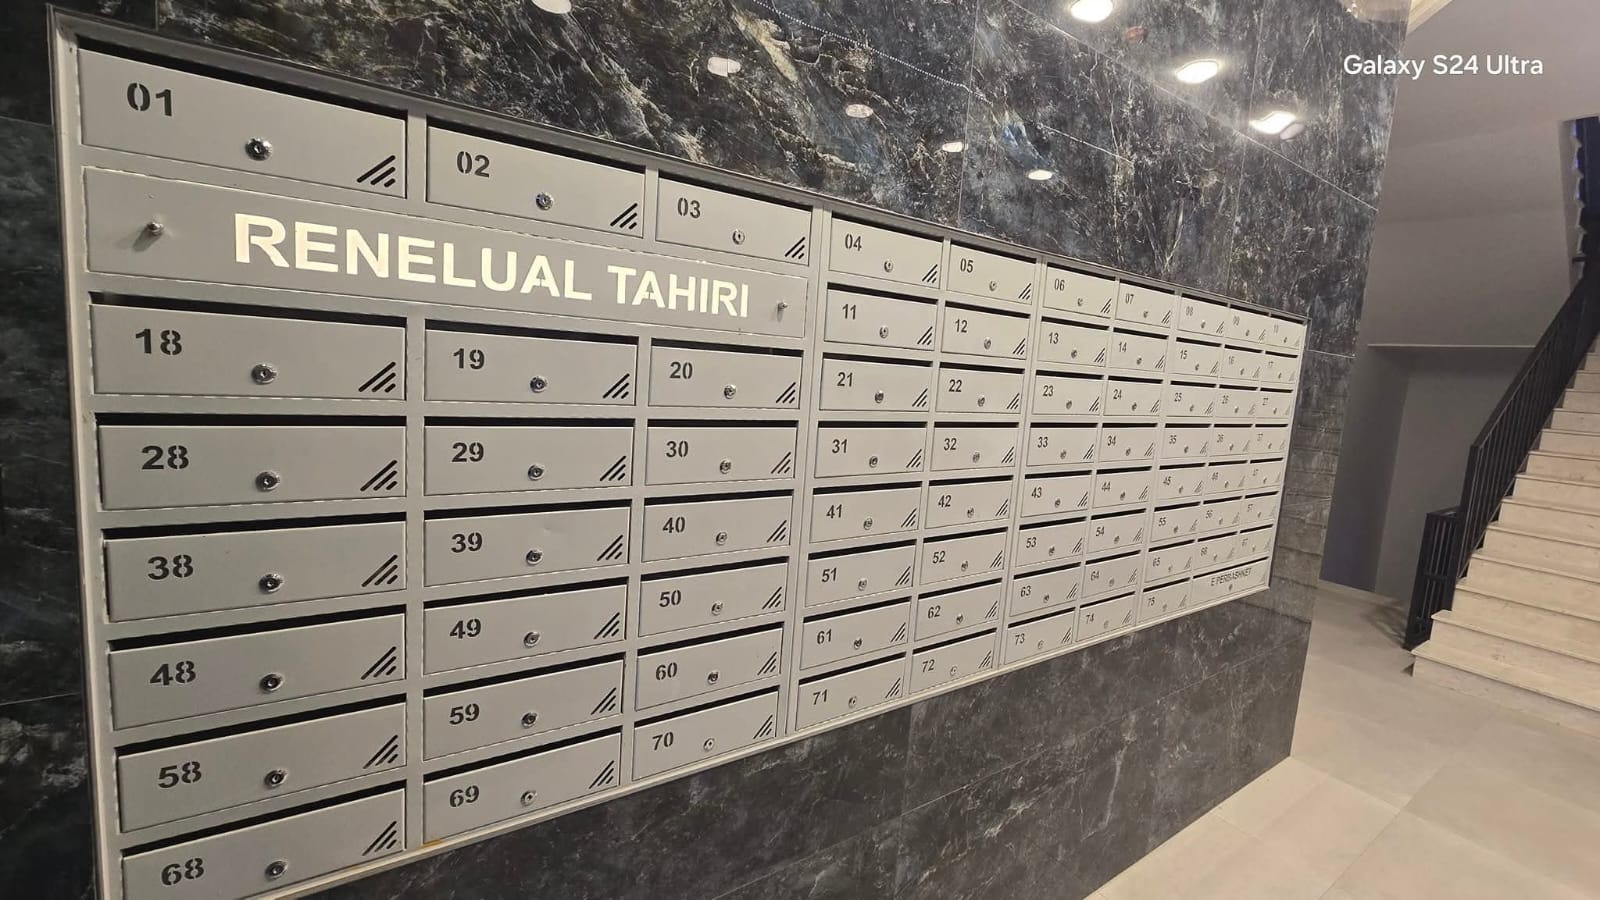 Galaxy S24 Ultra
01 02 03 04 05 06 07 08 09 10
RENELUAL TAHIRI
11 12 13 14 15 16 17
18 19 20 21 22 23 24 25 26 27
28 29 30 31 32 33 34 35 36 37
38 39 40 41 42 43 44 45 46 47
48 49 50 51 52 53 54 55 56 57
58 59 60 61 62 63 64 65 66 67
68 69 70 71 72 73 74 75 E PERBASHKET